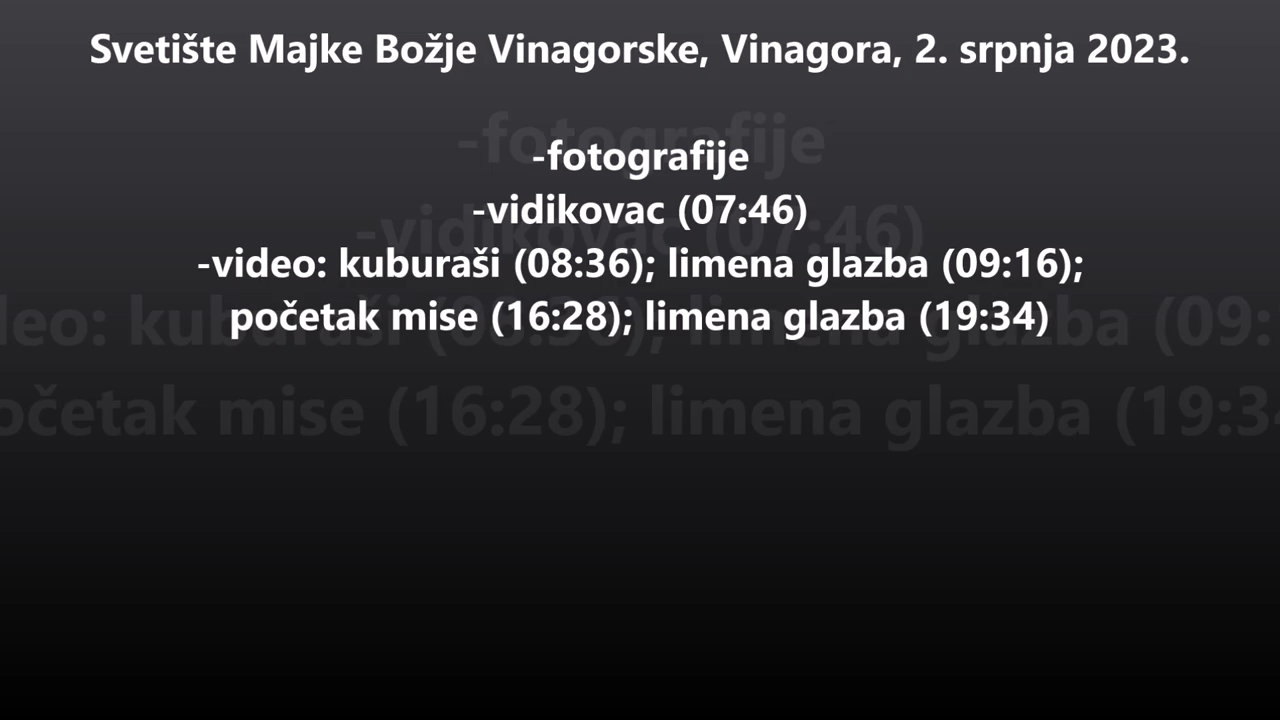 Svetište Majke Božje Vinagorske, Vinagora, 2. srpnja 2023.
-fotografije
-vidikovac (07:46)
-video: kuburaši (08:36); limena glazba (09:16);
početak mise (16:28); limena glazba (19:34)